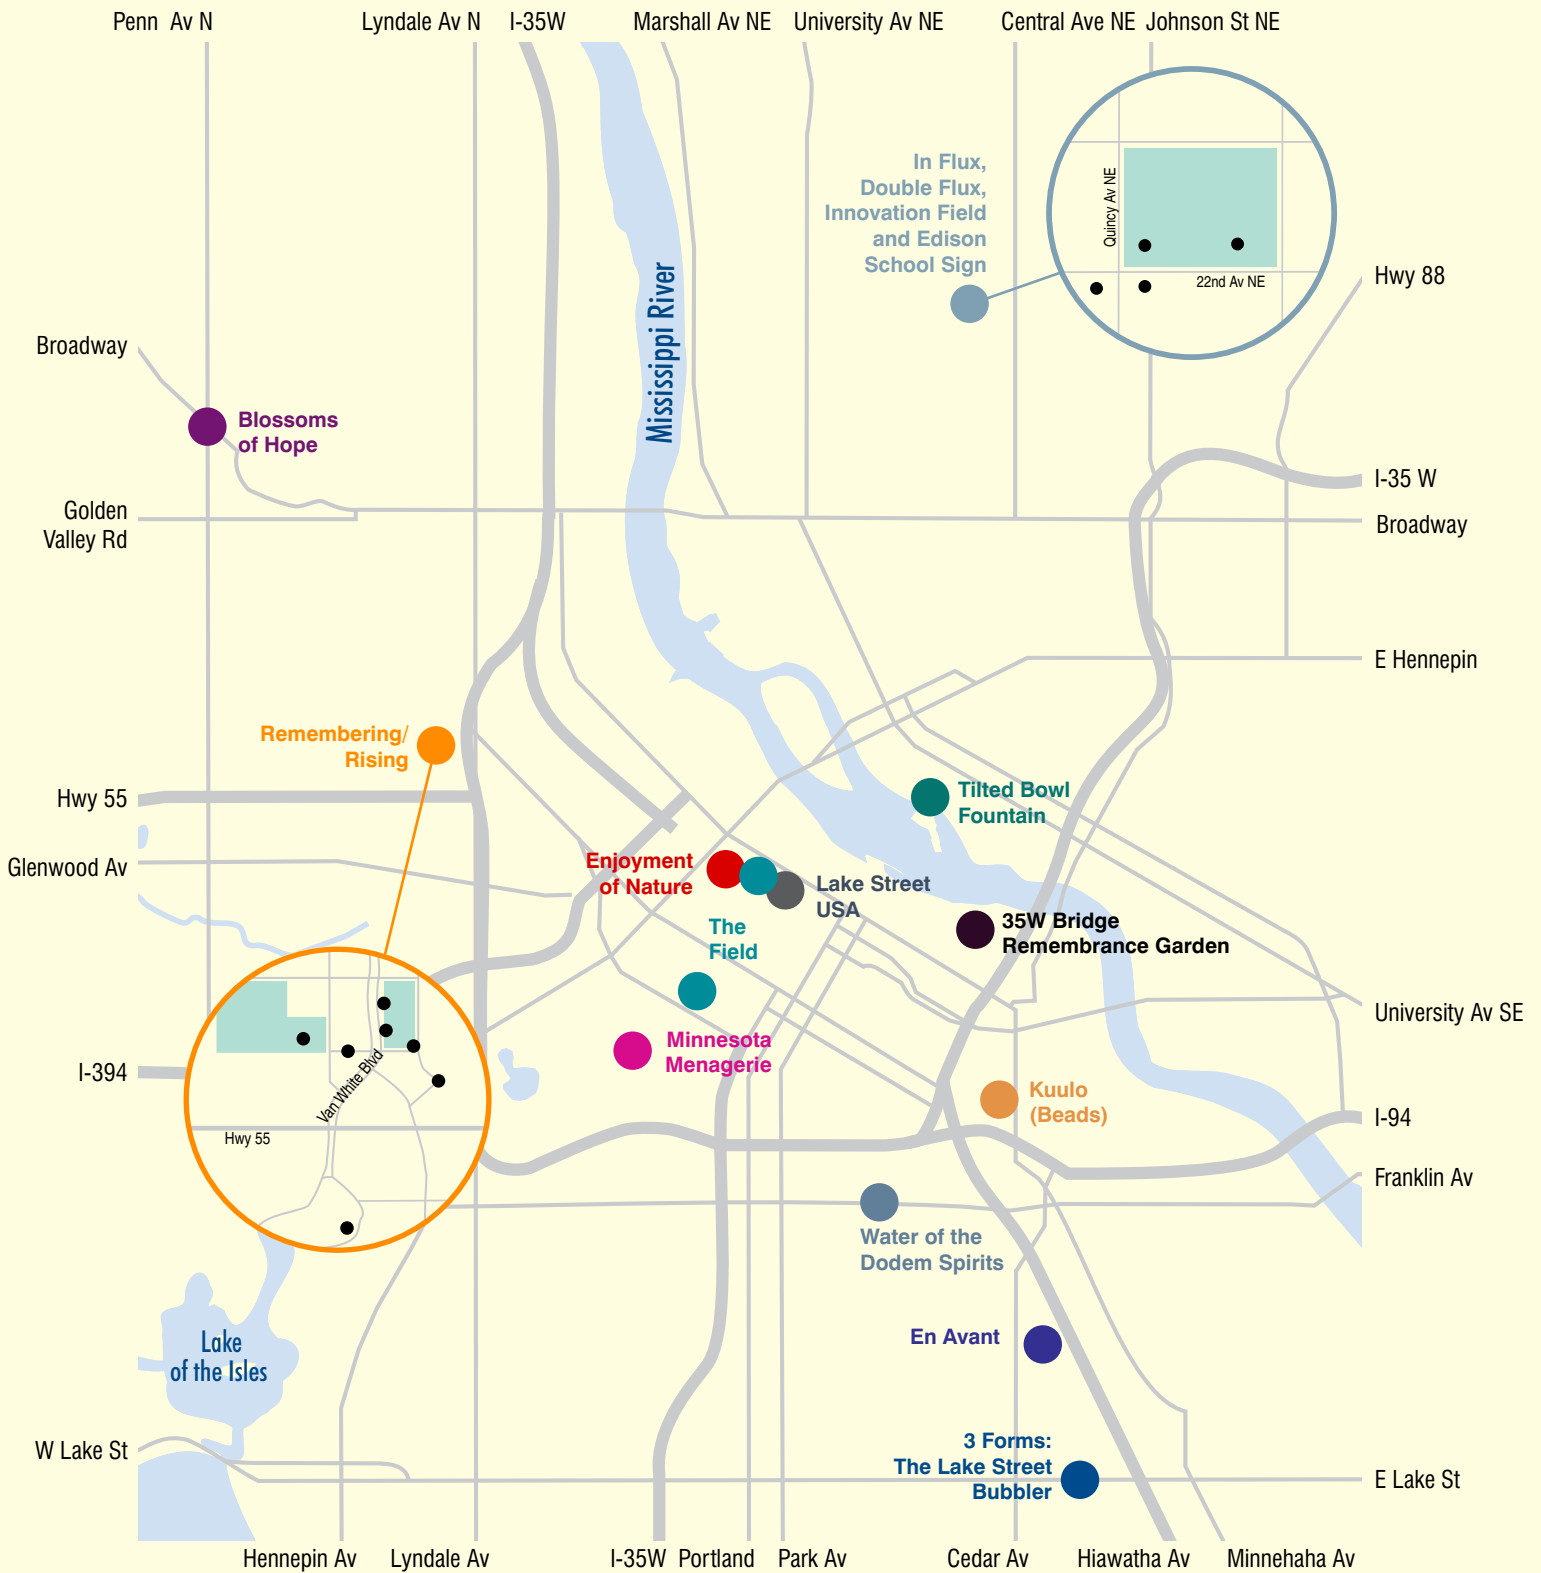 Penn Av N
Lyndale Av N
I-35W
Marshall Av NE
University Av NE
Central Ave NE
Johnson St NE
In Flux,
Double Flux,
Innovation Field
and Edison
School Sign
Quincy Av NE
22nd Av NE
Hwy 88
Mississippi River
Broadway
Blossoms
of Hope
I-35 W
Golden
Valley Rd
Broadway
E Hennepin
Remembering/
Rising
Hwy 55
Tilted Bowl
Fountain
Glenwood Av
Enjoyment
of Nature
Lake Street
USA
The
Field
35W Bridge
Remembrance Garden
University Av SE
Minnesota
Menagerie
I-394
Van White Blvd
Hwy 55
Kuulo
(Beads)
I-94
Franklin Av
Water of the
Dodem Spirits
Lake
of the Isles
En Avant
W Lake St
3 Forms:
The Lake Street
Bubbler
E Lake St
Hennepin Av
Lyndale Av
I-35W
Portland
Park Av
Cedar Av
Hiawatha Av
Minnehaha Av